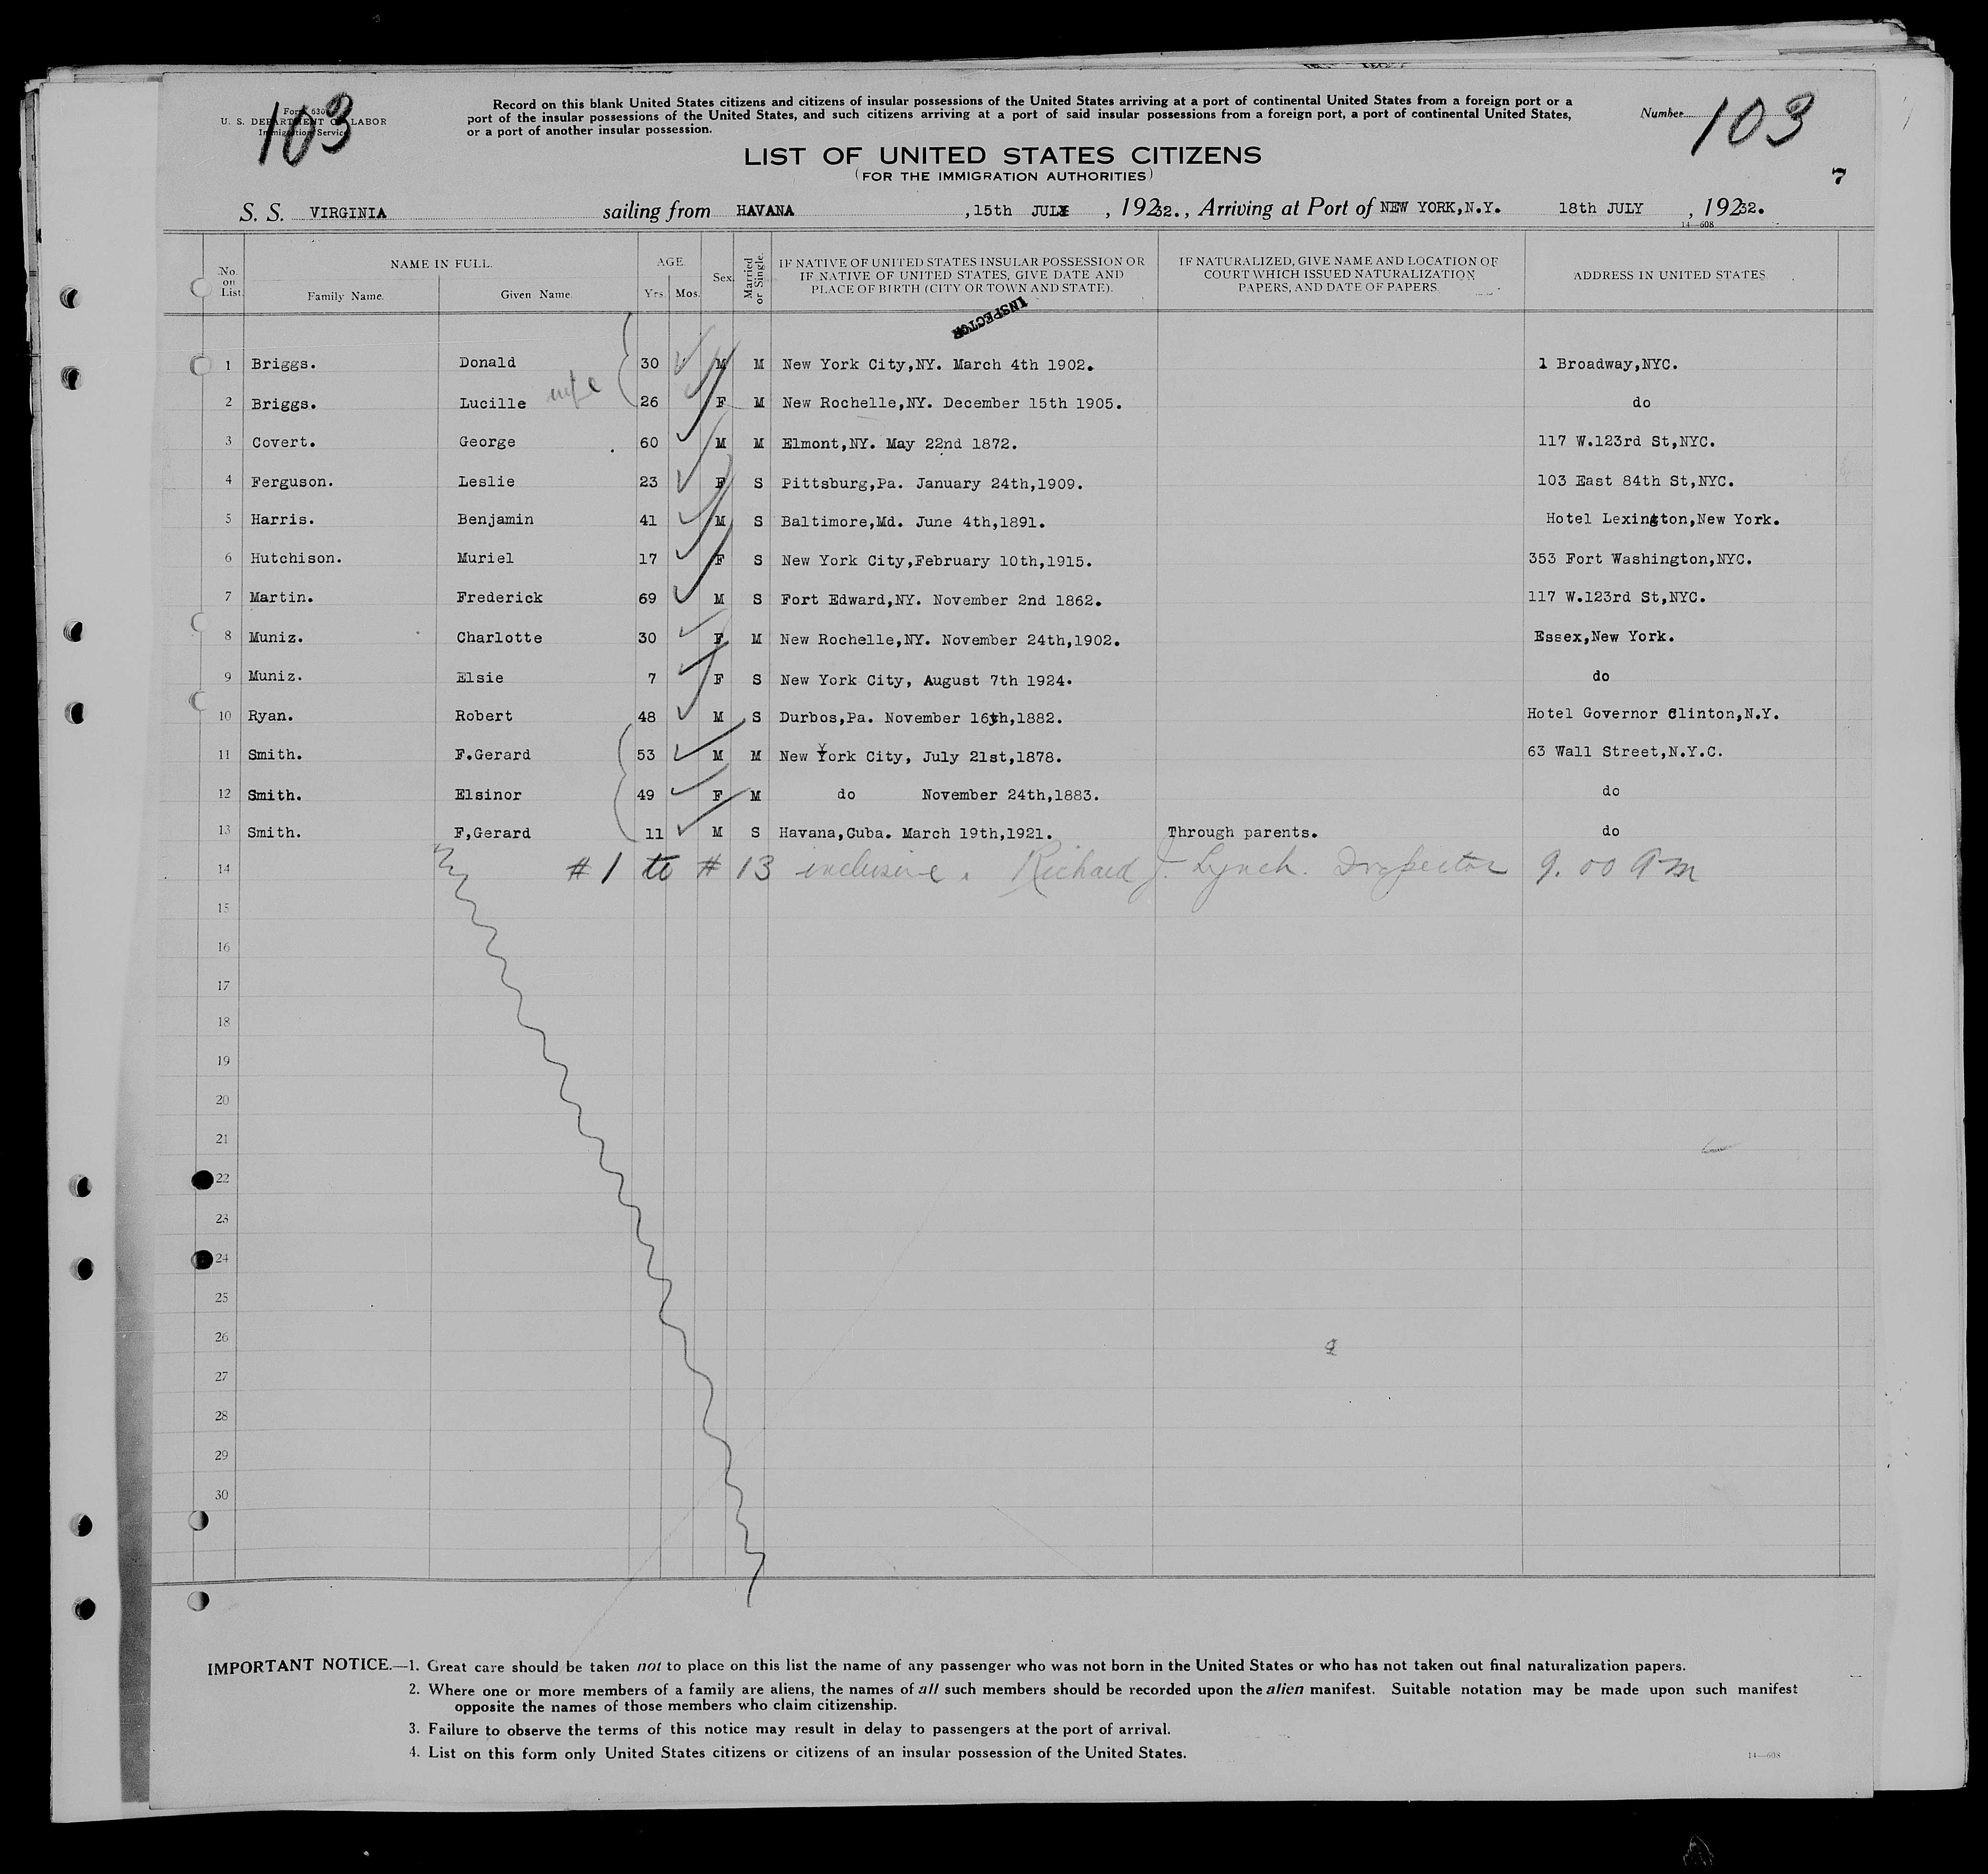 103
Form 630
U. S. DEPARTMENT OF LABOR
Immigration Service
Record on this blank United States citizens and citizens of insular possessions of the United States arriving at a port of continental United States from a foreign port or a
port of the insular possessions of the United States, and such citizens arriving at a port of said insular possessions from a foreign port, a port of continental United States,
or a port of another insular possession.
Number 103
LIST OF UNITED STATES CITIZENS
(FOR THE IMMIGRATION AUTHORITIES)
7
S. S. VIRGINIA sailing from HAVANA , 15th JULY , 19232. , Arriving at Port of NEW YORK,N.Y. 18th JULY , 19232.
14—608
No. on List. NAME IN FULL. Family Name. Given Name. AGE. Yrs. Mos. Sex. Married or Single. IF NATIVE OF UNITED STATES INSULAR POSSESSION OR IF NATIVE OF UNITED STATES, GIVE DATE AND PLACE OF BIRTH (CITY OR TOWN AND STATE). IF NATURALIZED, GIVE NAME AND LOCATION OF COURT WHICH ISSUED NATURALIZATION PAPERS, AND DATE OF PAPERS. ADDRESS IN UNITED STATES.
INSPECTOR
1 Briggs. Donald 30 M M New York City,NY. March 4th 1902. 1 Broadway,NYC.
2 Briggs. Lucille wife 26 F M New Rochelle,NY. December 15th 1905. do
3 Covert. George 60 M M Elmont,NY. May 22nd 1872. 117 W.123rd St,NYC.
4 Ferguson. Leslie 23 F S Pittsburg,Pa. January 24th,1909. 103 East 84th St,NYC.
5 Harris. Benjamin 41 M S Baltimore,Md. June 4th,1891. Hotel Lexington,New York.
6 Hutchison. Muriel 17 F S New York City,February 10th,1915. 353 Fort Washington,NYC.
7 Martin. Frederick 69 M S Fort Edward,NY. November 2nd 1862. 117 W.123rd St,NYC.
8 Muniz. Charlotte 30 F M New Rochelle,NY. November 24th,1902. Essex,New York.
9 Muniz. Elsie 7 F S New York City, August 7th 1924. do
10 Ryan. Robert 48 M S Durbos,Pa. November 16th,1882. Hotel Governor Clinton,N.Y.
11 Smith. F.Gerard 53 M M New York City, July 21st,1878. 63 Wall Street,N.Y.C.
12 Smith. Elsinor 49 F M do November 24th,1883. do
13 Smith. F,Gerard 11 M S Havana,Cuba. March 19th,1921. Through parents. do
14 #1 to #13 inclusive. Richard J. Lynch. Inspector 9.00 am
15
16
17
18
19
20
21
22
23
24
25
26
27
28
29
30
IMPORTANT NOTICE.—1. Great care should be taken not to place on this list the name of any passenger who was not born in the United States or who has not taken out final naturalization papers.
2. Where one or more members of a family are aliens, the names of all such members should be recorded upon the alien manifest. Suitable notation may be made upon such manifest
opposite the names of those members who claim citizenship.
3. Failure to observe the terms of this notice may result in delay to passengers at the port of arrival.
4. List on this form only United States citizens or citizens of an insular possession of the United States.
14—608